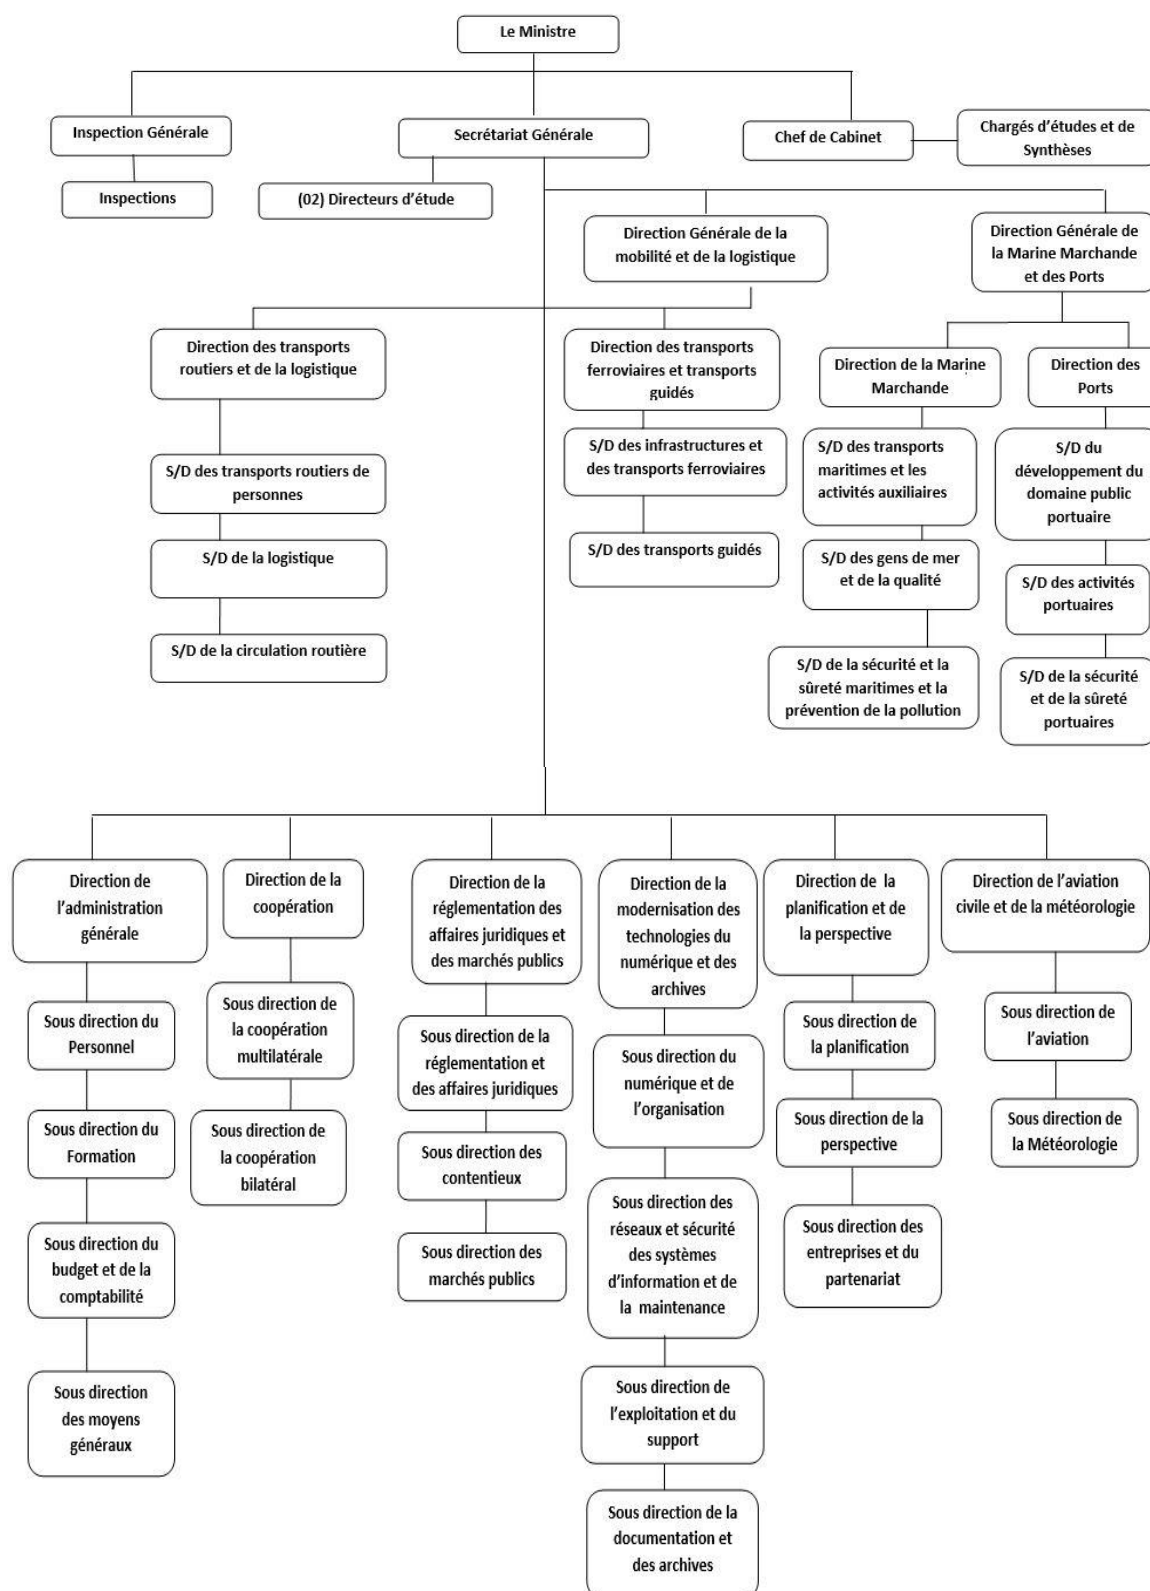 Le Ministre
Inspection Générale
Secrétariat Générale
Chef de Cabinet
Chargés d'études et de
Synthèses
Inspections
(02) Directeurs d'étude
Direction Générale de la
mobilité et de la logistique
Direction Générale de
la Marine Marchande
et des Ports
Direction des transports
routiers et de la logistique
Direction des transports
ferroviaires et transports
guidés
Direction de la Marine
Marchande
Direction des
Ports
S/D des transports routiers de
personnes
S/D de la logistique
S/D de la circulation routière
S/D des infrastructures et
des transports ferroviaires
S/D des transports guidés
S/D des transports
maritimes et les
activités auxiliaires
S/D des gens de mer
et de la qualité
S/D de la sécurité et la
sûreté maritimes et la
prévention de la pollution
S/D du
développement du
domaine public
portuaire
S/D des activités
portuaires
S/D de la sécurité
et de la sûreté
portuaires
Direction de
l'administration
générale
Sous direction du
Personnel
Sous direction du
Formation
Sous direction du
budget et de la
comptabilité
Sous direction
des moyens
généraux
Direction de la
coopération
Sous direction de
la coopération
multilatérale
Sous direction de
la coopération
bilatéral
Direction de la
réglementation des
affaires juridiques et
des marchés publics
Sous direction de la
réglementation et
des affaires juridiques
Sous direction des
contentieux
Sous direction des
marchés publics
Direction de la
modernisation des
technologies du
numérique et des
archives
Sous direction du
numérique et de
l'organisation
Sous direction des
réseaux et sécurité
des systèmes
d'information et de
la maintenance
Sous direction de
l'exploitation et du
support
Sous direction de la
documentation et
des archives
Direction de la
planification et de
la perspective
Sous direction de
la planification
Sous direction de la
perspective
Sous direction des
entreprises et du
partenariat
Direction de l'aviation
civile et de la météorologie
Sous direction de
l'aviation
Sous direction de
la Météorologie